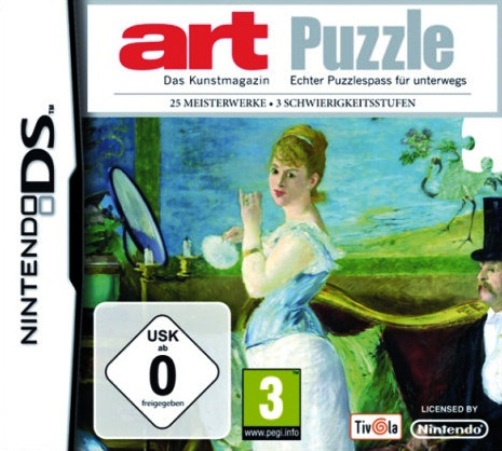 art Puzzle
Das Kunstmagazin Echter Puzzlespass für unterwegs
25 MEISTERWERKE • 3 SCHWIERIGKEITSSTUFEN
NINTENDO DS™
USK
ab
0
freigegeben
3
www.pegi.info
Tivola
LICENSED BY
Nintendo